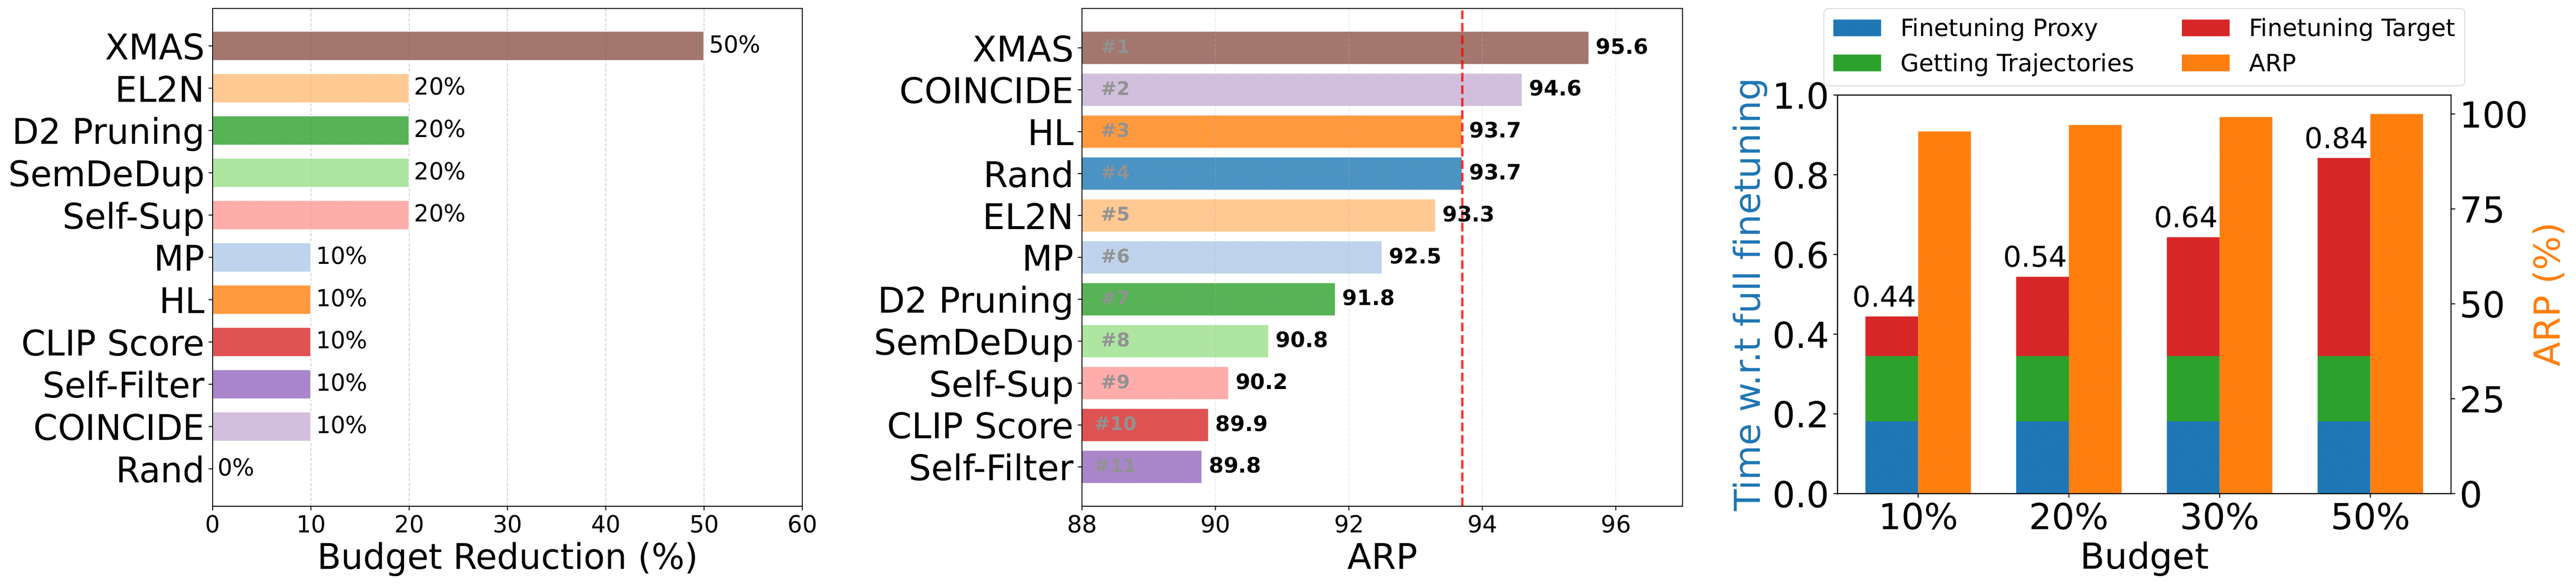 XMAS 50%
EL2N 20%
D2 Pruning 20%
SemDeDup 20%
Self-Sup 20%
MP 10%
HL 10%
CLIP Score 10%
Self-Filter 10%
COINCIDE 10%
Rand 0%
0 10 20 30 40 50 60
Budget Reduction (%)
XMAS #1 95.6
COINCIDE #2 94.6
HL #3 93.7
Rand #4 93.7
EL2N #5 93.3
MP #6 92.5
D2 Pruning #7 91.8
SemDeDup #8 90.8
Self-Sup #9 90.2
CLIP Score #10 89.9
Self-Filter #11 89.8
88 90 92 94 96
ARP
Finetuning Proxy Finetuning Target
Getting Trajectories ARP
Time w.r.t full finetuning
1.0
0.8
0.6
0.4
0.2
0.0
0.44 0.54 0.64 0.84
100
75
50
25
0
ARP (%)
10% 20% 30% 50%
Budget